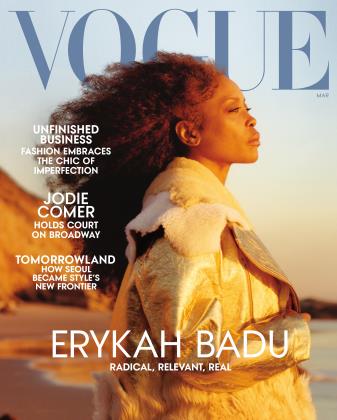 VOGUE
MAR
UNFINISHED
BUSINESS
FASHION EMBRACES
THE CHIC OF
IMPERFECTION
JODIE
COMER
HOLDS COURT
ON BROADWAY
TOMORROWLAND
HOW SEOUL
BECAME STYLE'S
NEW FRONTIER
ERYKAH BADU
RADICAL, RELEVANT, REAL